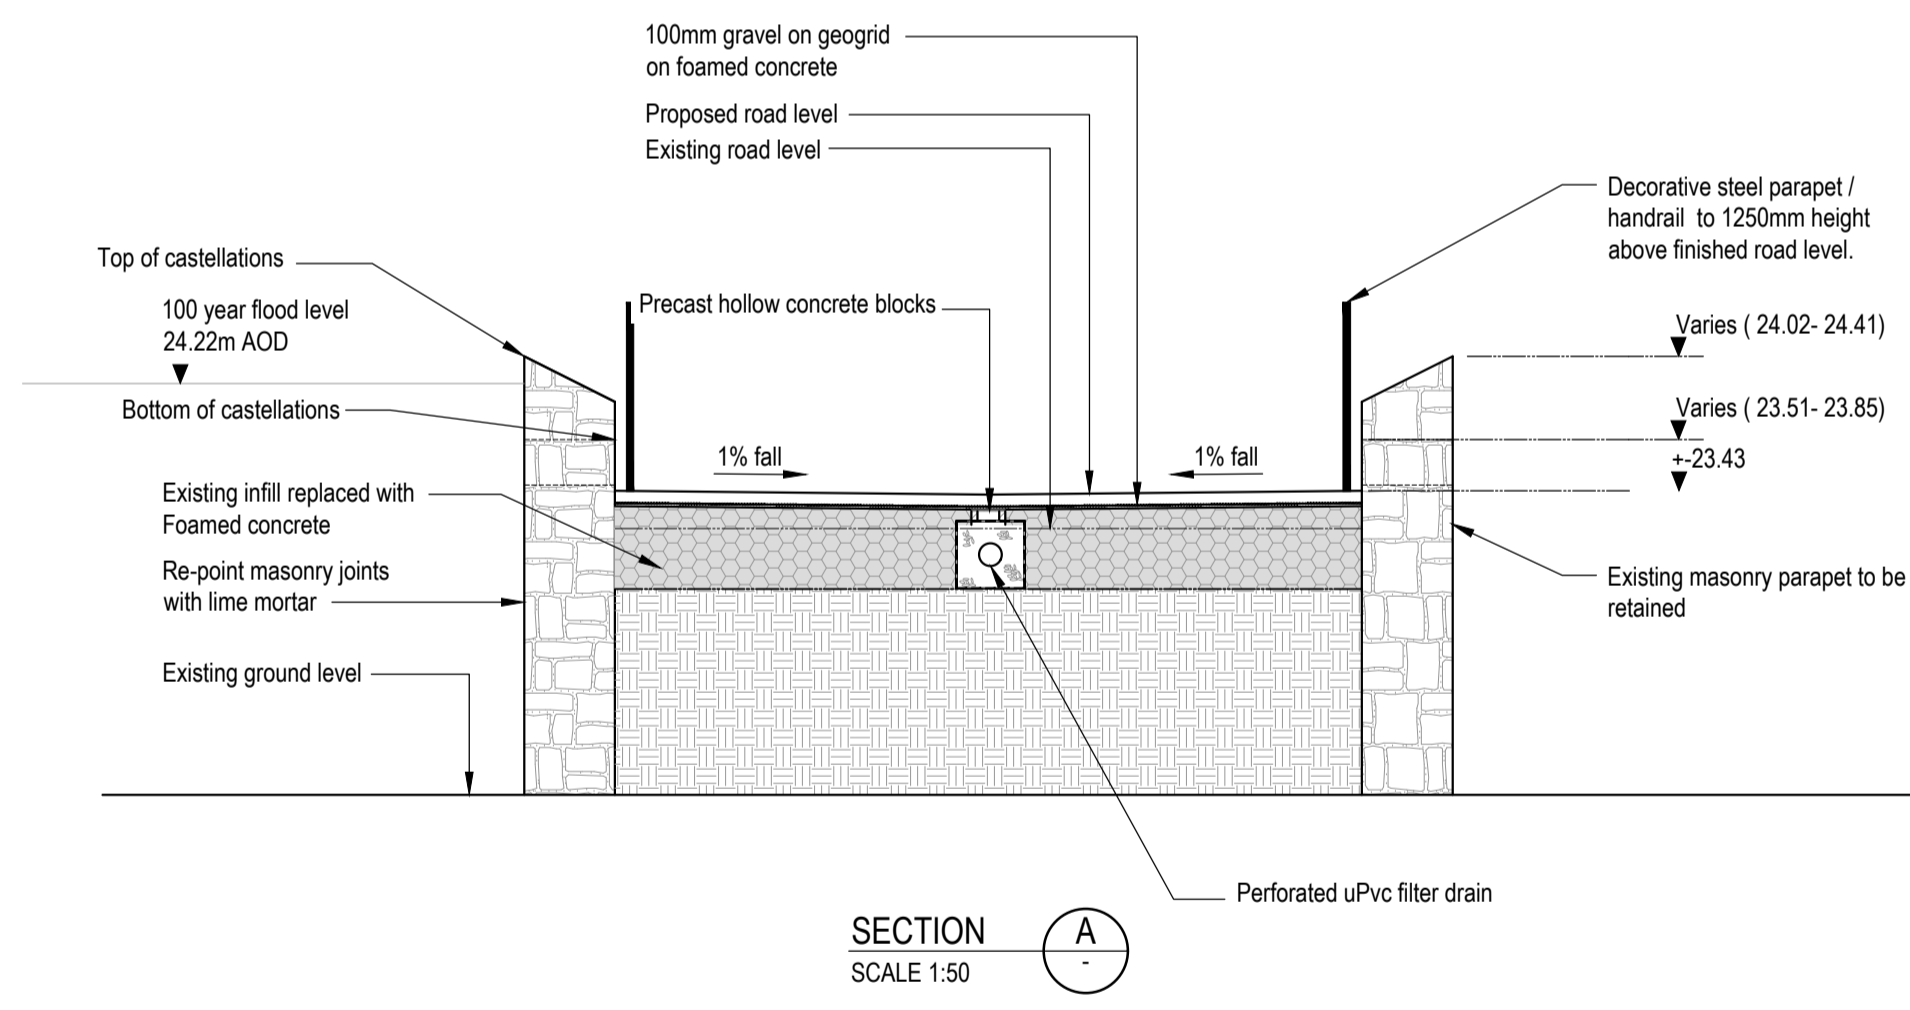 100mm gravel on geogrid
on foamed concrete
Proposed road level
Existing road level
Decorative steel parapet /
handrail to 1250mm height
above finished road level.
Top of castellations
100 year flood level
24.22m AOD
Precast hollow concrete blocks
Varies ( 24.02- 24.41)
Bottom of castellations
Varies ( 23.51- 23.85)
1% fall
1% fall
+-23.43
Existing infill replaced with
Foamed concrete
Re-point masonry joints
with lime mortar
Existing masonry parapet to be
retained
Existing ground level
Perforated uPvc filter drain
SECTION
A
-
SCALE 1:50